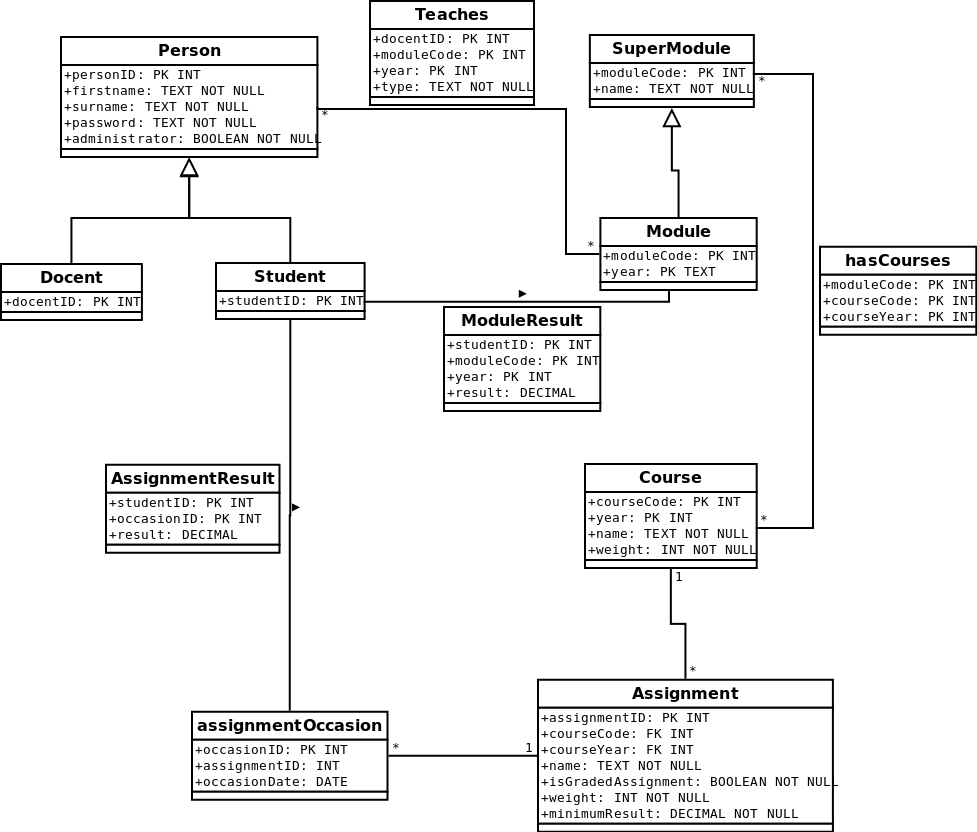 Teaches
+docentID: PK INT
+moduleCode: PK INT
+year: PK INT
+type: TEXT NOT NULL
Person
+personID: PK INT
+firstname: TEXT NOT NULL
+surname: TEXT NOT NULL
+password: TEXT NOT NULL
+administrator: BOOLEAN NOT NULL
*
SuperModule
+moduleCode: PK INT
+name: TEXT NOT NULL
*
Module
+moduleCode: PK INT
+year: PK TEXT
*
hasCourses
+moduleCode: PK INT
+courseCode: PK INT
+courseYear: PK INT
Docent
+docentID: PK INT
Student
+studentID: PK INT
ModuleResult
+studentID: PK INT
+moduleCode: PK INT
+year: PK INT
+result: DECIMAL
AssignmentResult
+studentID: PK INT
+occasionID: PK INT
+result: DECIMAL
Course
+courseCode: PK INT
+year: PK INT
+name: TEXT NOT NULL
+weight: INT NOT NULL
*
1
*
Assignment
+assignmentID: PK INT
+courseCode: FK INT
+courseYear: FK INT
+name: TEXT NOT NULL
+isGradedAssignment: BOOLEAN NOT NULL
+weight: INT NOT NULL
+minimumResult: DECIMAL NOT NULL
assignmentOccasion
+occasionID: PK INT
+assignmentID: INT
+occasionDate: DATE
*
1